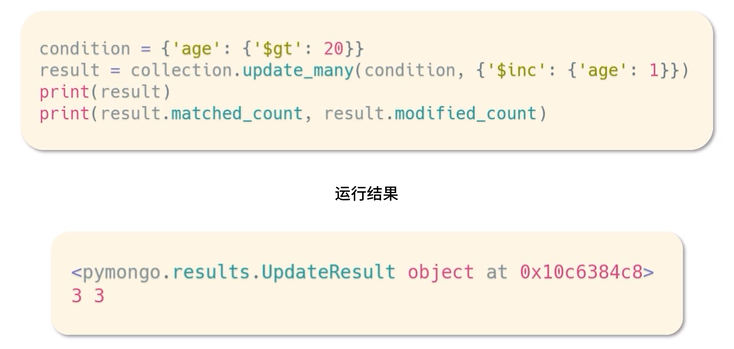 condition = {'age': {'$gt': 20}}
result = collection.update_many(condition, {'$inc': {'age': 1}})
print(result)
print(result.matched_count, result.modified_count)
运行结果
<pymongo.results.UpdateResult object at 0x10c6384c8>
3 3